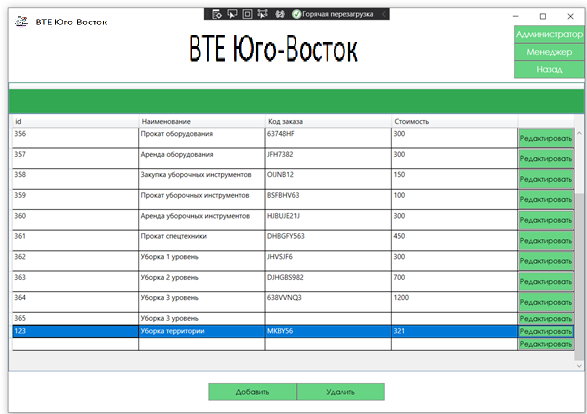 ВТЕ Юго-Восток
Горячая перезагрузка
ВТЕ Юго-Восток
Администратор
Менеджер
Назад
id Наименование Код заказа Стоимость
356 Прокат оборудования 63748HF 300 Редактировать
357 Аренда оборудования JFH7382 300 Редактировать
358 Закупка уборочных инструментов OUNB12 150 Редактировать
359 Прокат уборочных инструментов BSFBHV63 100 Редактировать
360 Аренда уборочных инструментов HJBUJE21J 300 Редактировать
361 Прокат спецтехники DHBGFY563 450 Редактировать
362 Уборка 1 уровень JHVSJF6 300 Редактировать
363 Уборка 2 уровень DJHGBS982 700 Редактировать
364 Уборка 3 уровень 638VVNQ3 1200 Редактировать
365 Уборка 3 уровень Редактировать
123 Уборка территории MKBYS6 321 Редактировать
Редактировать
Добавить Удалить